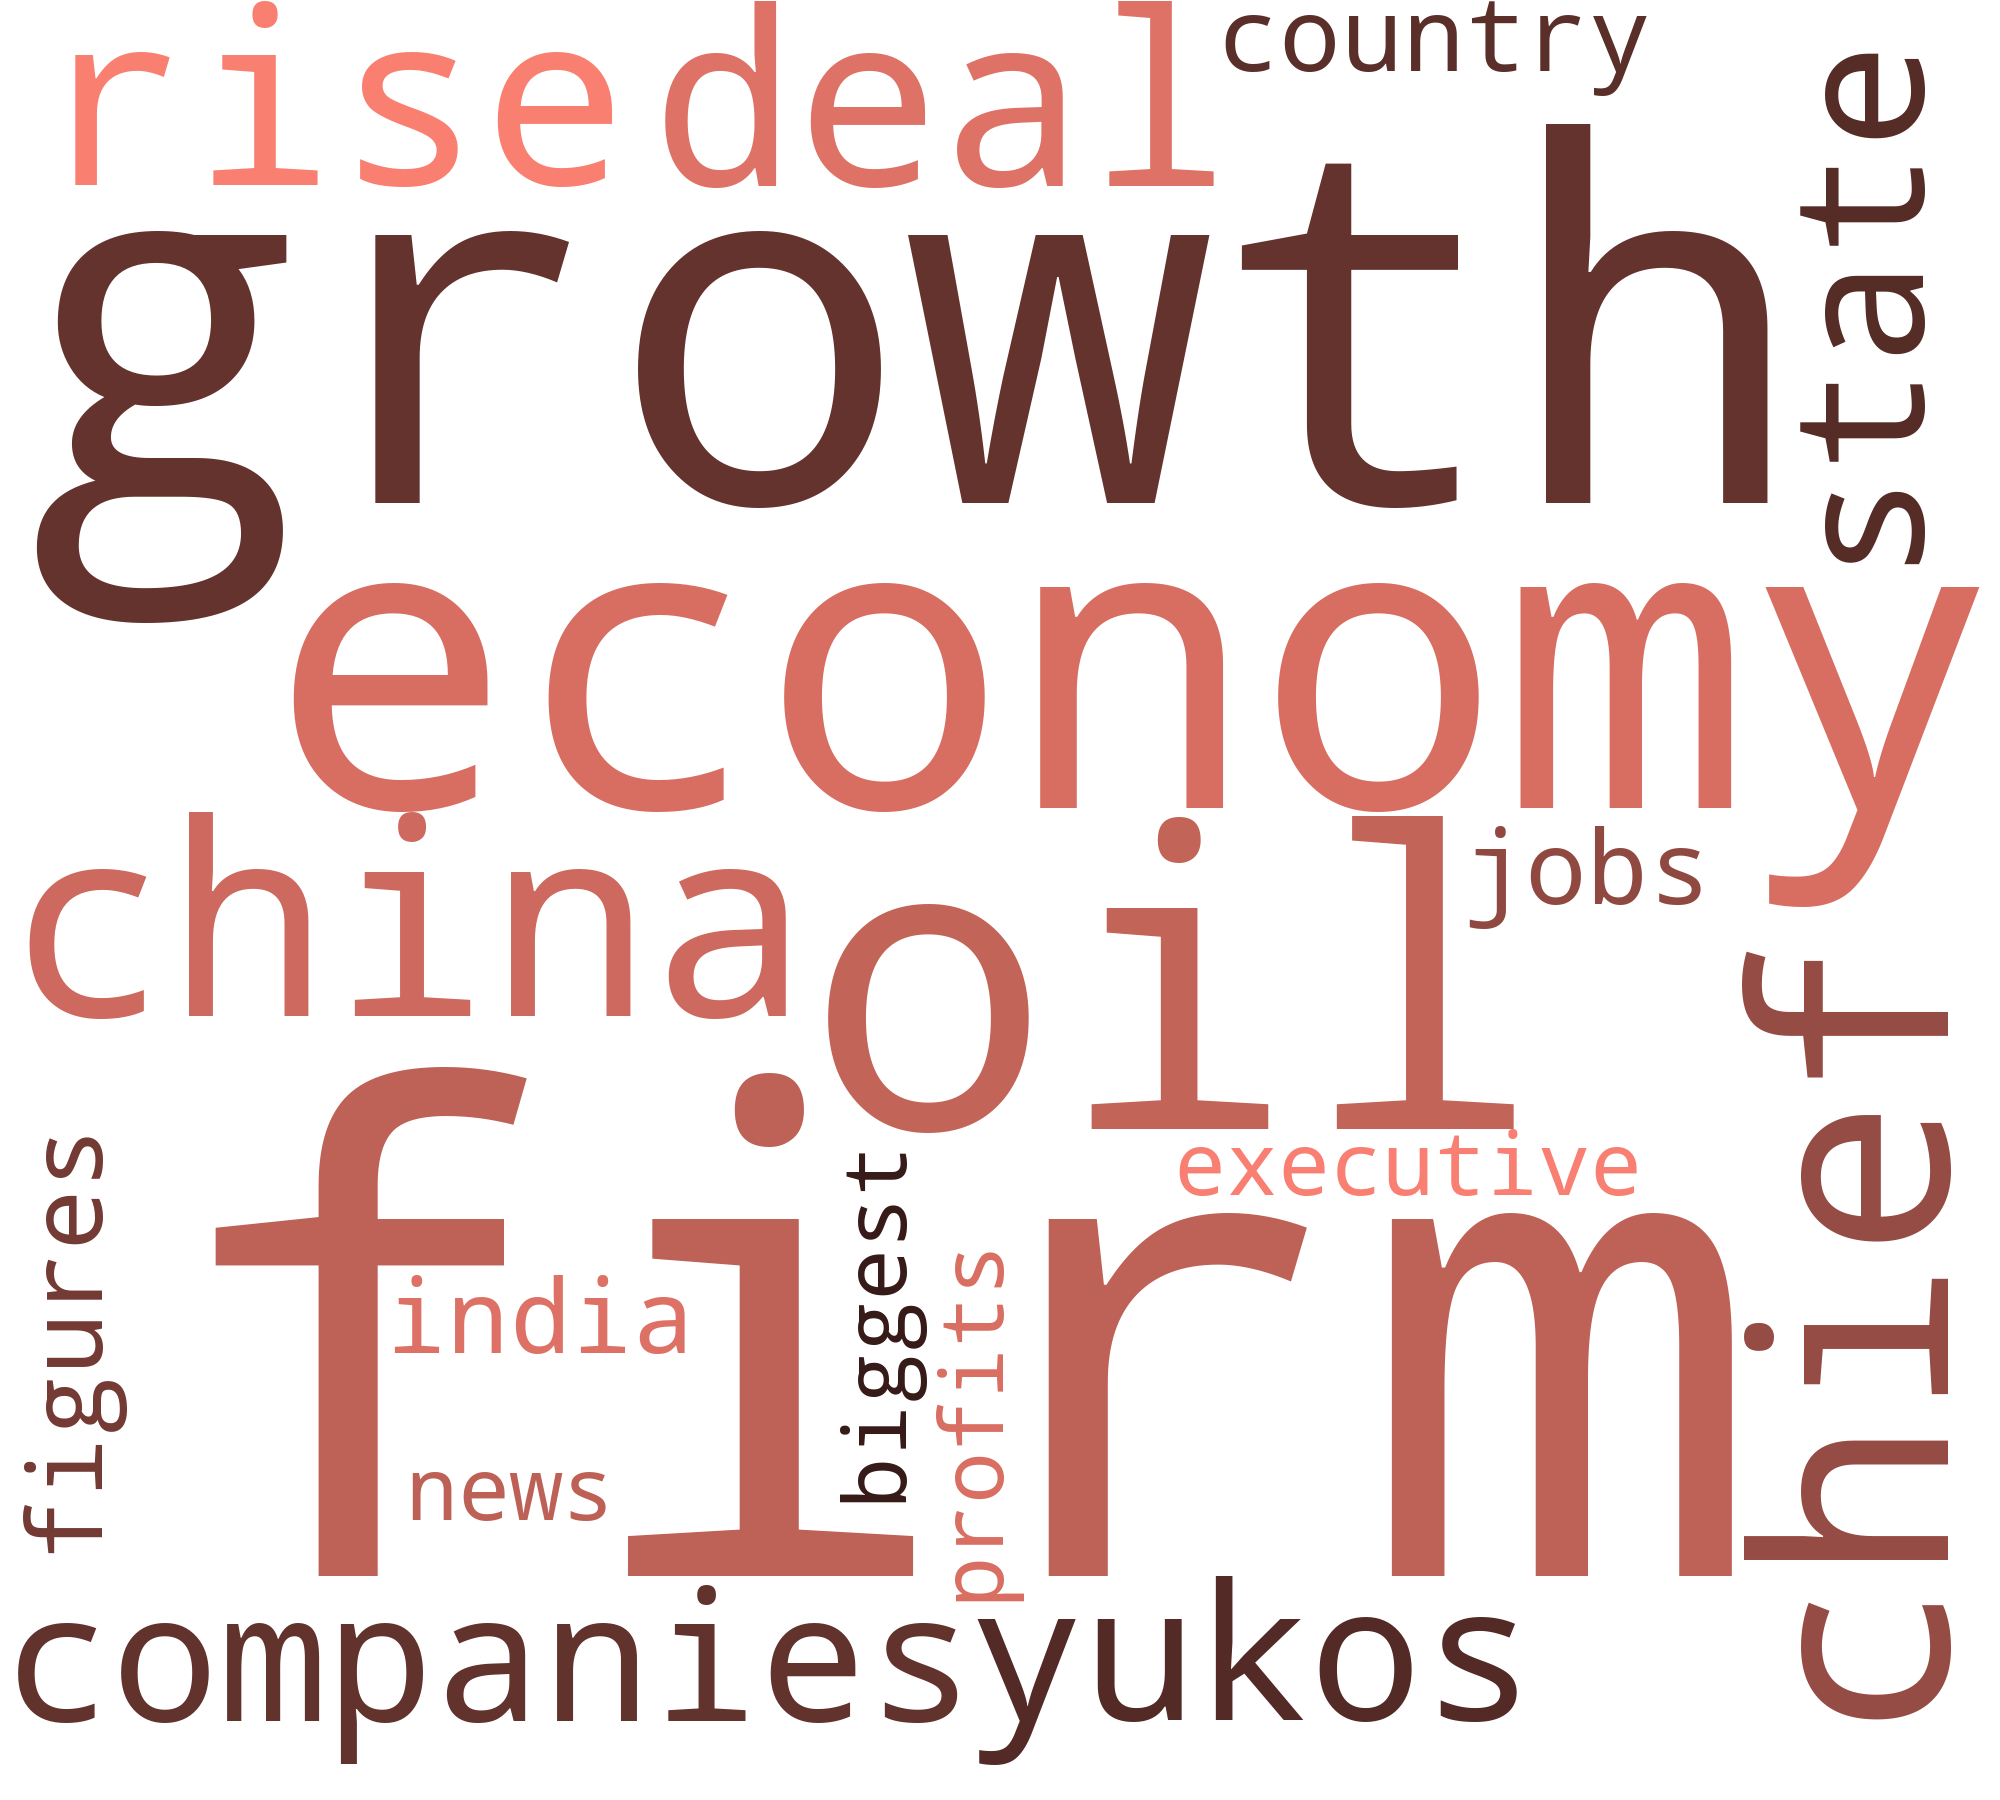 rise deal country
growth
state
economy
china oil jobs
chief
firm
executive
figures
india
biggest
profits
news
companies yukos